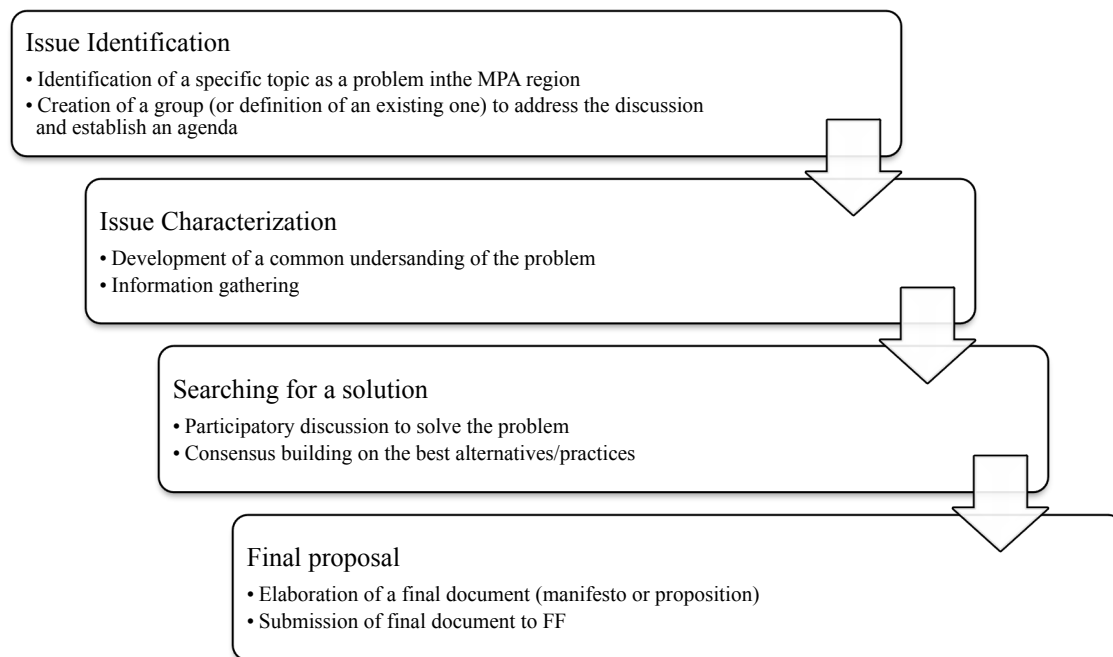 Issue Identification
• Identification of a specific topic as a problem inthe MPA region
• Creation of a group (or definition of an existing one) to address the discussion
and establish an agenda
Issue Characterization
• Development of a common undersanding of the problem
• Information gathering
Searching for a solution
• Participatory discussion to solve the problem
• Consensus building on the best alternatives/practices
Final proposal
• Elaboration of a final document (manifesto or proposition)
• Submission of final document to FF